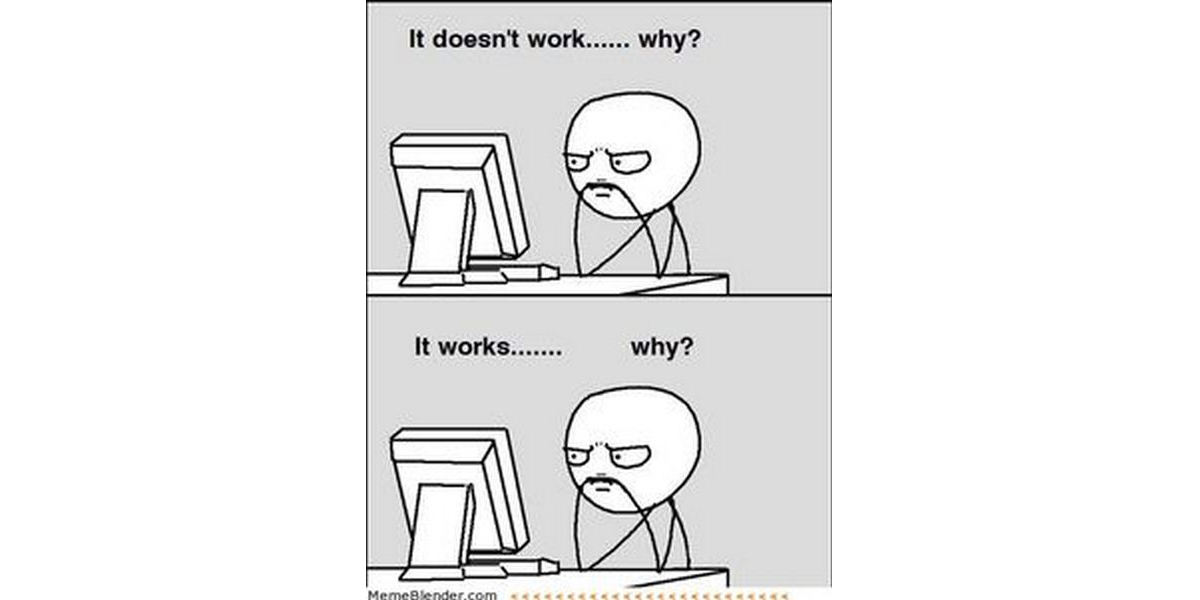 It doesn't work...... why?
It works....... why?
MemeBlender.com